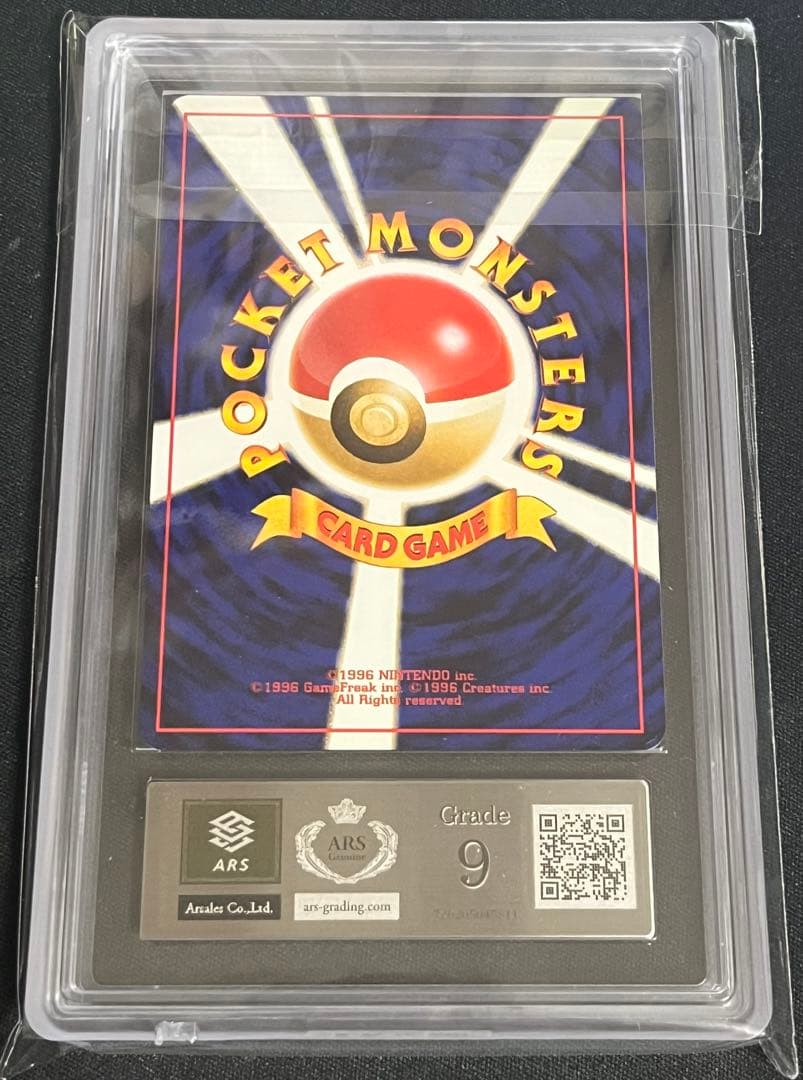 POCKET MONSTERS
CARD GAME
©1996 NINTENDO inc.
©1996 GameFreak inc. ©1996 Creatures inc.
All Rights reserved.
ARS
Arsales Co.,Ltd.
ARS
Genuine
ars-grading.com
Grade
9